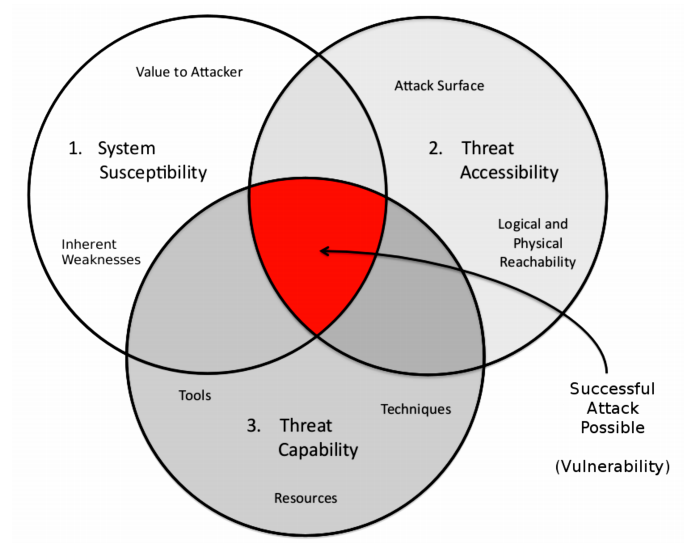 Value to Attacker
1. System
Susceptibility
Inherent
Weaknesses
Attack Surface
2. Threat
Accessibility
Logical and
Physical
Reachability
Tools
Techniques
3. Threat
Capability
Resources
Successful
Attack
Possible
(Vulnerability)